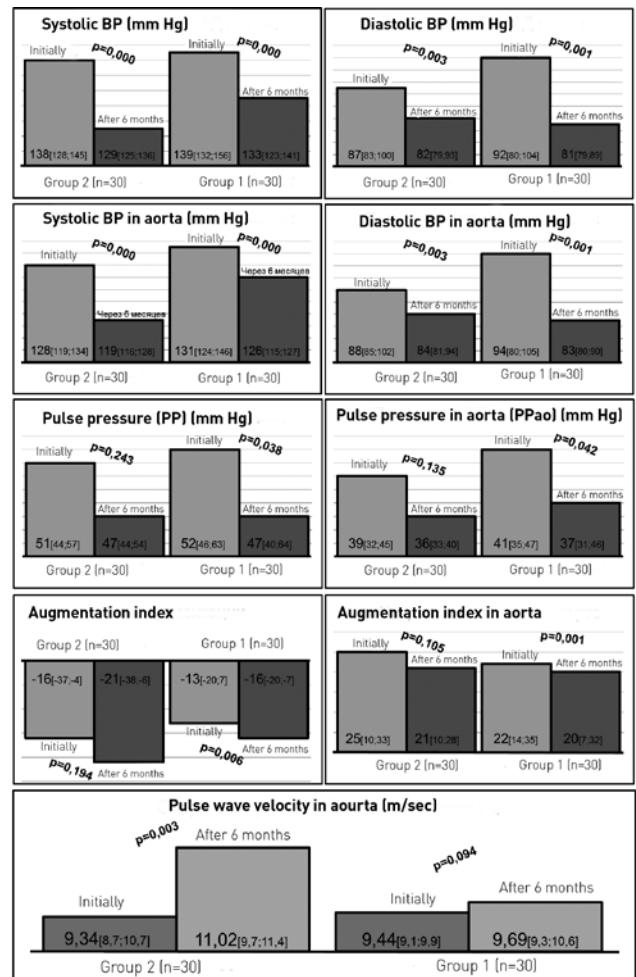 Systolic BP (mm Hg)
Initially
p=0,000
After 6 months
138[128;145]
129[125;136]
Initially
p=0,000
After 6 months
139[132;156]
133[123;141]
Group 2 (n=30)
Group 1 (n=30)
Diastolic BP (mm Hg)
Initially
p=0,003
After 6 months
87[83;100]
82[79;93]
Initially
p=0,001
After 6 months
92[80;104]
81[79;89]
Group 2 (n=30)
Group 1 (n=30)
Systolic BP in aorta (mm Hg)
Initially
p=0,000
Через 6 месяцев
128[119;134]
119[116;128]
Initially
p=0,000
Через 6 месяцев
131[124;146]
126[115;127]
Group 2 (n=30)
Group 1 (n=30)
Diastolic BP in aorta (mm Hg)
Initially
p=0,003
After 6 months
88[85;102]
84[81;94]
Initially
p=0,001
After 6 months
94[80;105]
83[80;90]
Group 2 (n=30)
Group 1 (n=30)
Pulse pressure (PP) (mm Hg)
Initially
p=0,243
After 6 months
51[44;57]
47[44;54]
Initially
p=0,038
After 6 months
52[46;63]
47[40;64]
Group 2 (n=30)
Group 1 (n=30)
Pulse pressure in aorta (PPao) (mm Hg)
Initially
p=0,135
After 6 months
39[32;45]
36[33;40]
Initially
p=0,042
After 6 months
41[35;47]
37[31;46]
Group 2 (n=30)
Group 1 (n=30)
Augmentation index
Group 2 (n=30)
Group 1 (n=30)
-16[-37;-4]
-21[-38;-6]
-13[-20;7]
-16[-20;-7]
Initially
p=0,194
After 6 months
Initially
p=0,006
After 6 months
Augmentation index in aorta
Initially
p=0,105
After 6 months
25[10;33]
21[10;28]
Initially
p=0,001
After 6 months
22[14;35]
20[7;32]
Group 2 (n=30)
Group 1 (n=30)
Pulse wave velocity in aourta (m/sec)
p=0,003
After 6 months
Initially
9,34[8,7;10,7]
11,02[9,7;11,4]
p=0,094
Initially
After 6 months
9,44[9,1;9,9]
9,69[9,3;10,6]
Group 2 (n=30)
Group 1 (n=30)